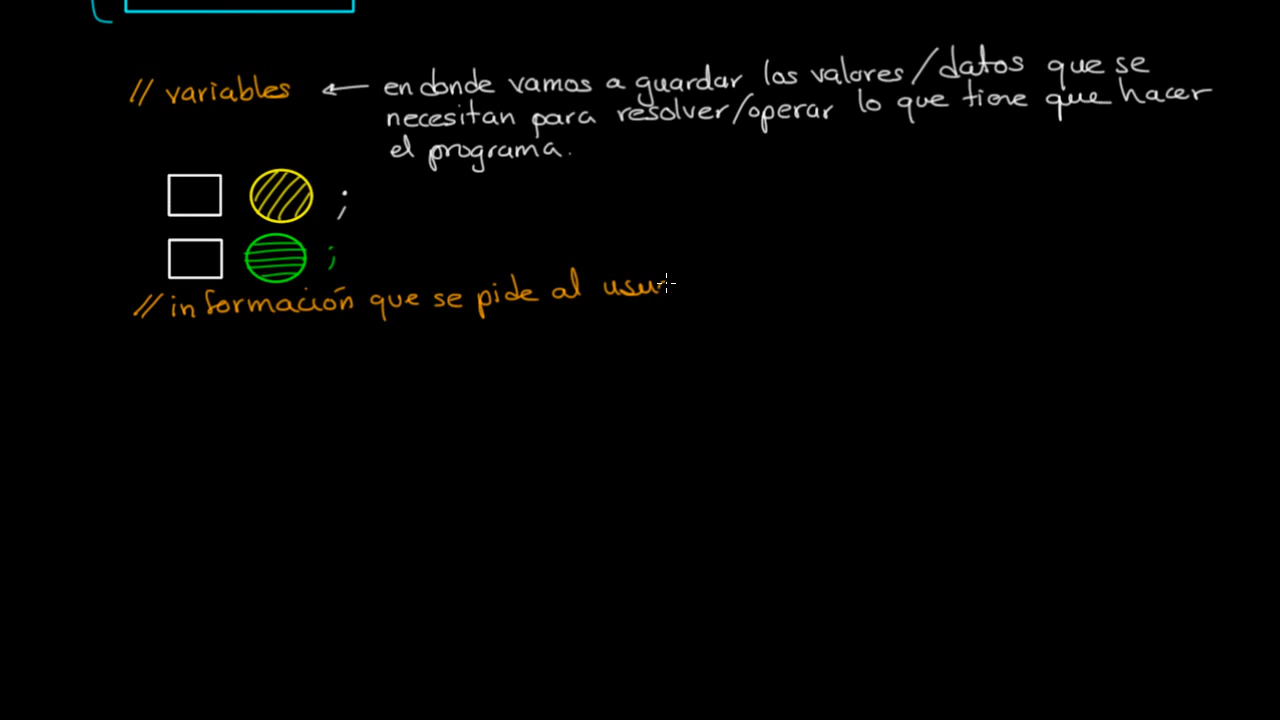 // variables ← en donde vamos a guardar los valores/datos que se
necesitan para resolver/operar lo que tiene que hacer
el programa.
;
;
// información que se pide al usu